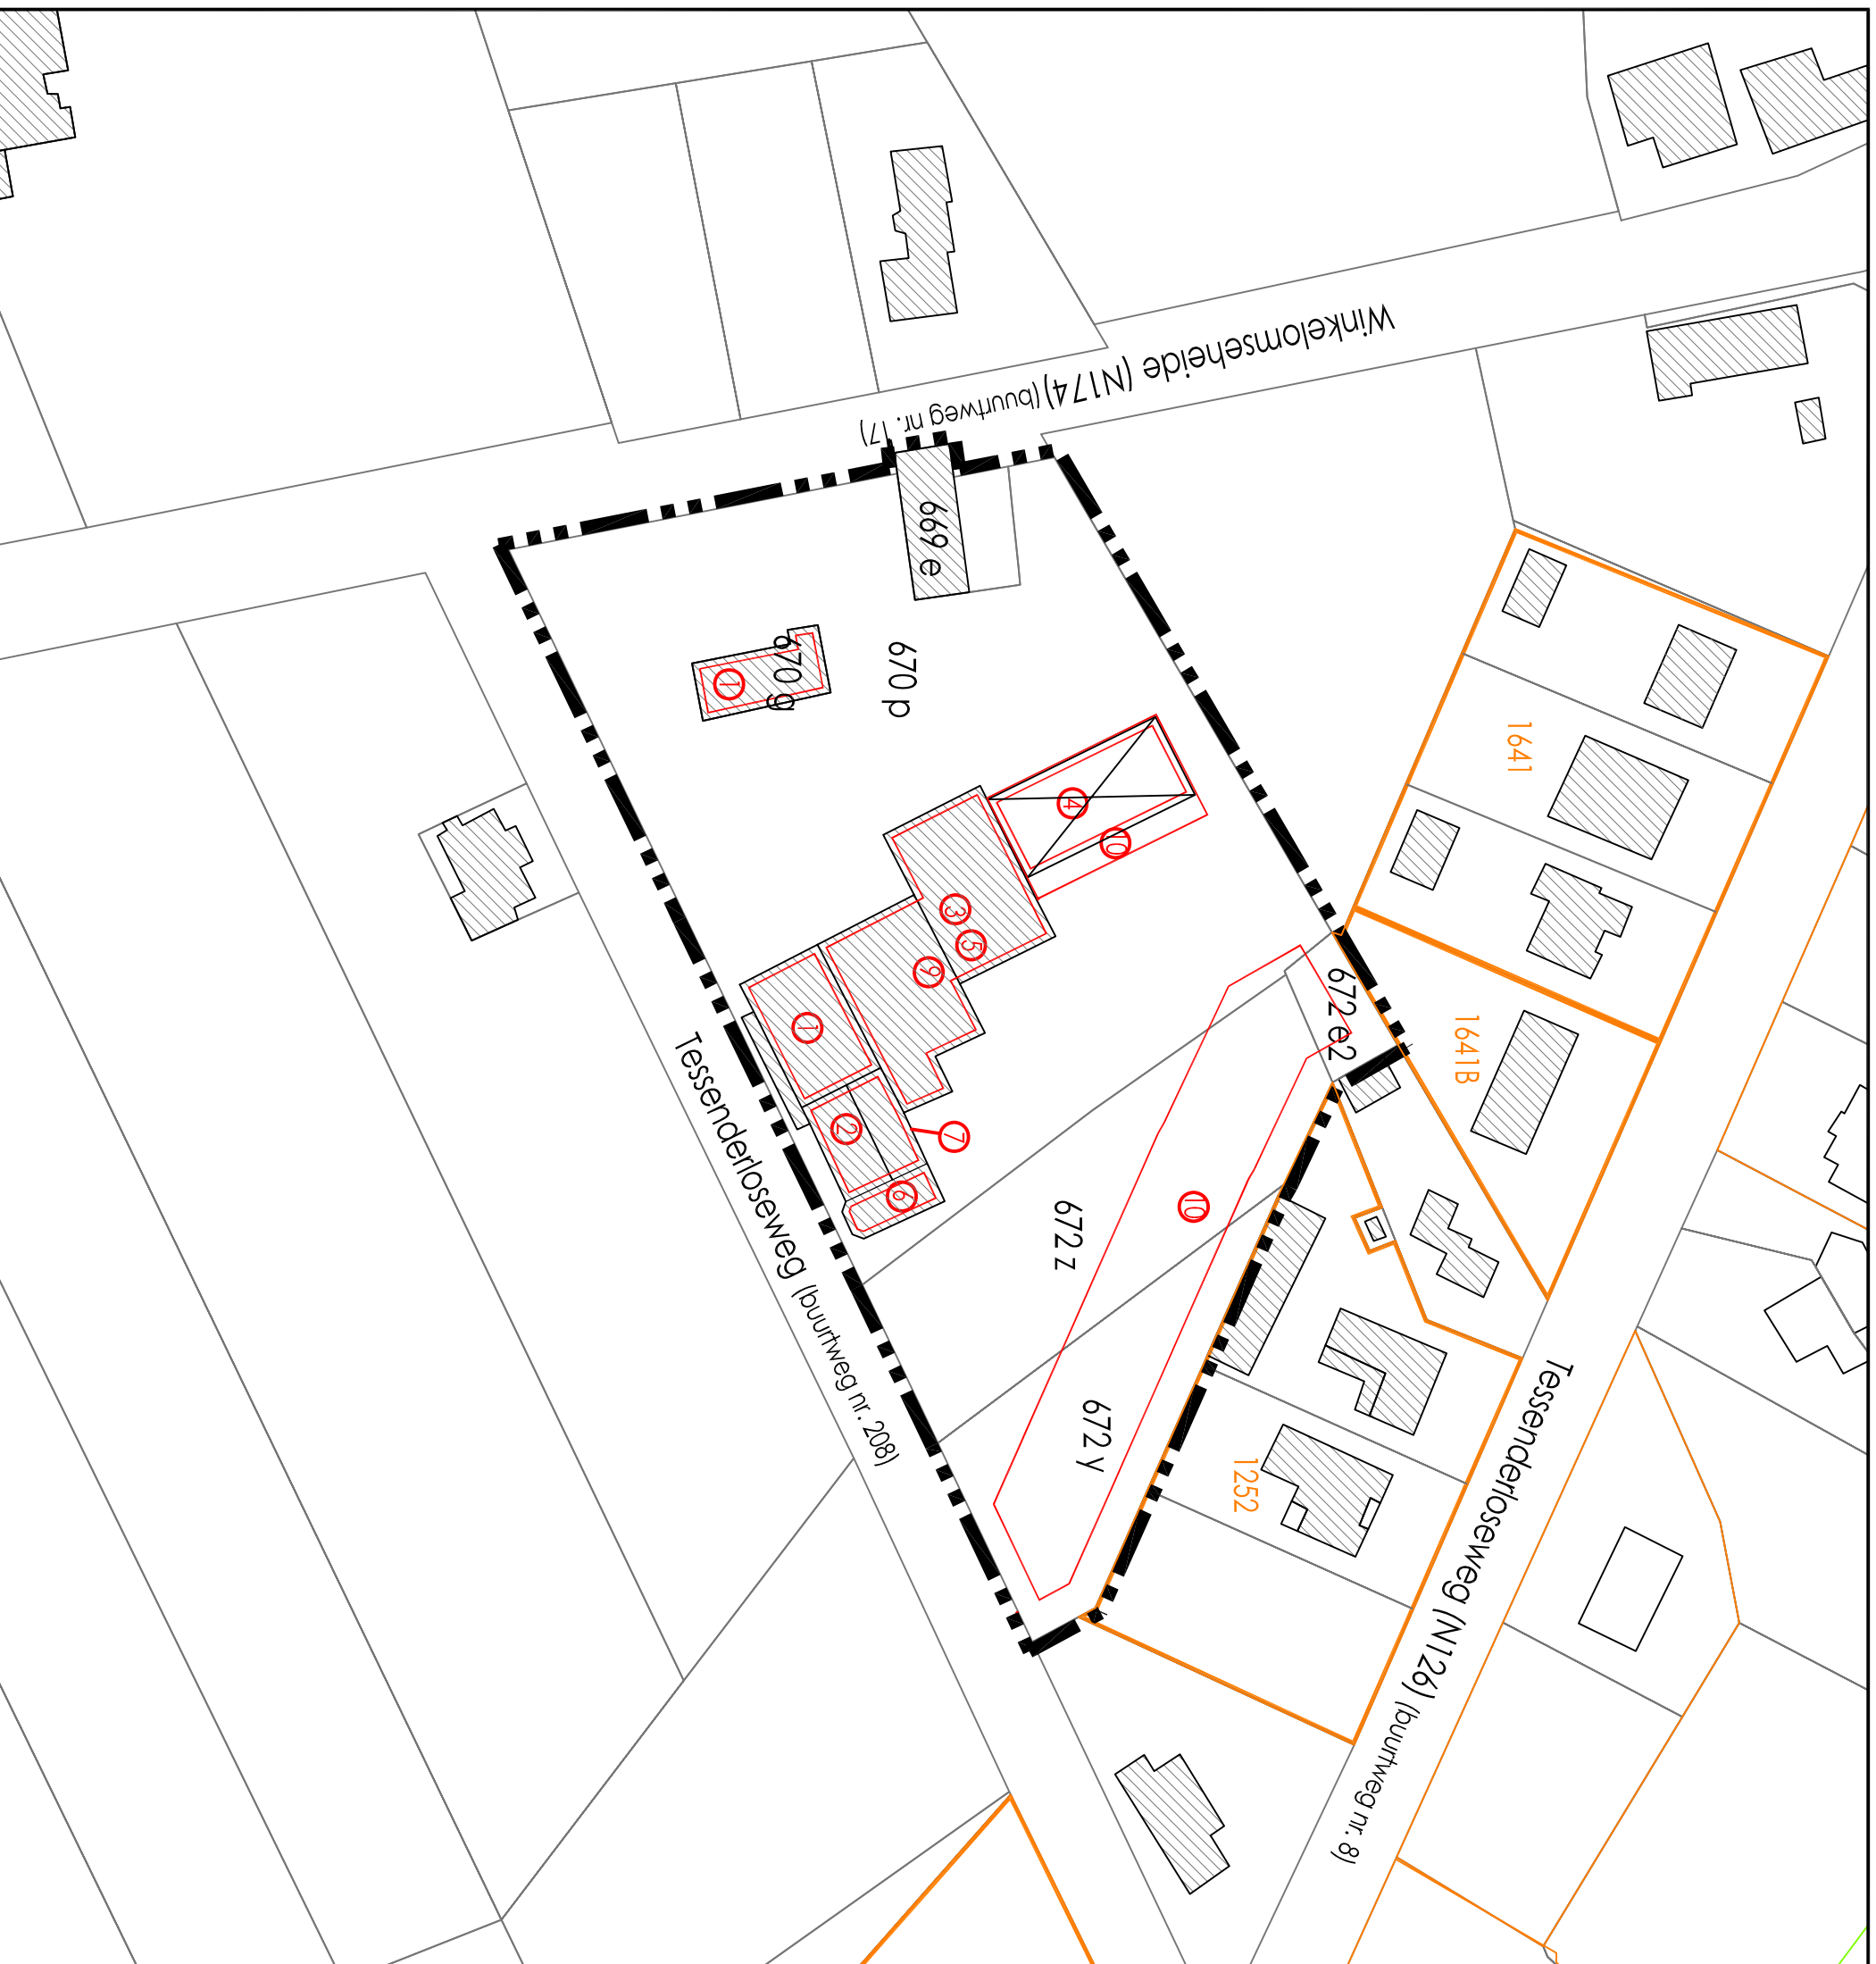 Winkelomseheide (N174) (buurtweg nr. 17)
669 e
670 g
670 p
1
4
10
3
5
9
1
2
7
6
672 e2
672 z
10
672 y
1641
1641B
1252
Tessenderloseweg (buurtweg nr. 208)
Tessenderloseweg (N126) (buurtweg nr. 8)